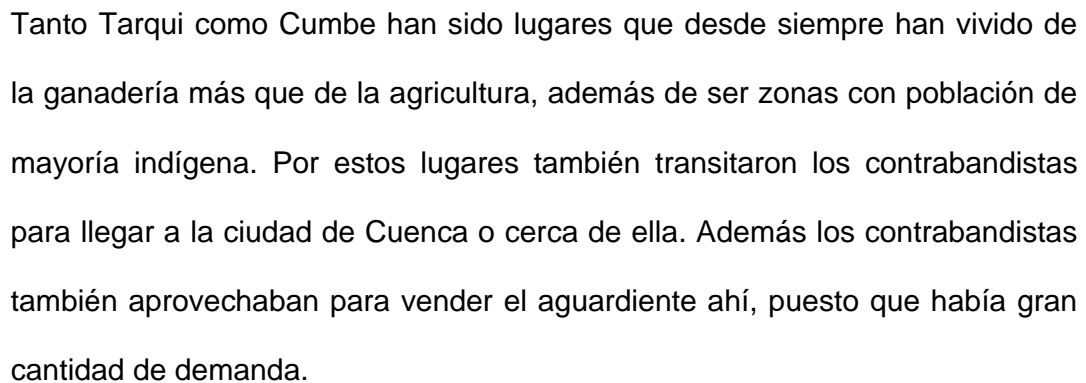 Tanto Tarqui como Cumbe han sido lugares que desde siempre han vivido de
la ganadería más que de la agricultura, además de ser zonas con población de
mayoría indígena. Por estos lugares también transitaron los contrabandistas
para llegar a la ciudad de Cuenca o cerca de ella. Además los contrabandistas
también aprovechaban para vender el aguardiente ahí, puesto que había gran
cantidad de demanda.